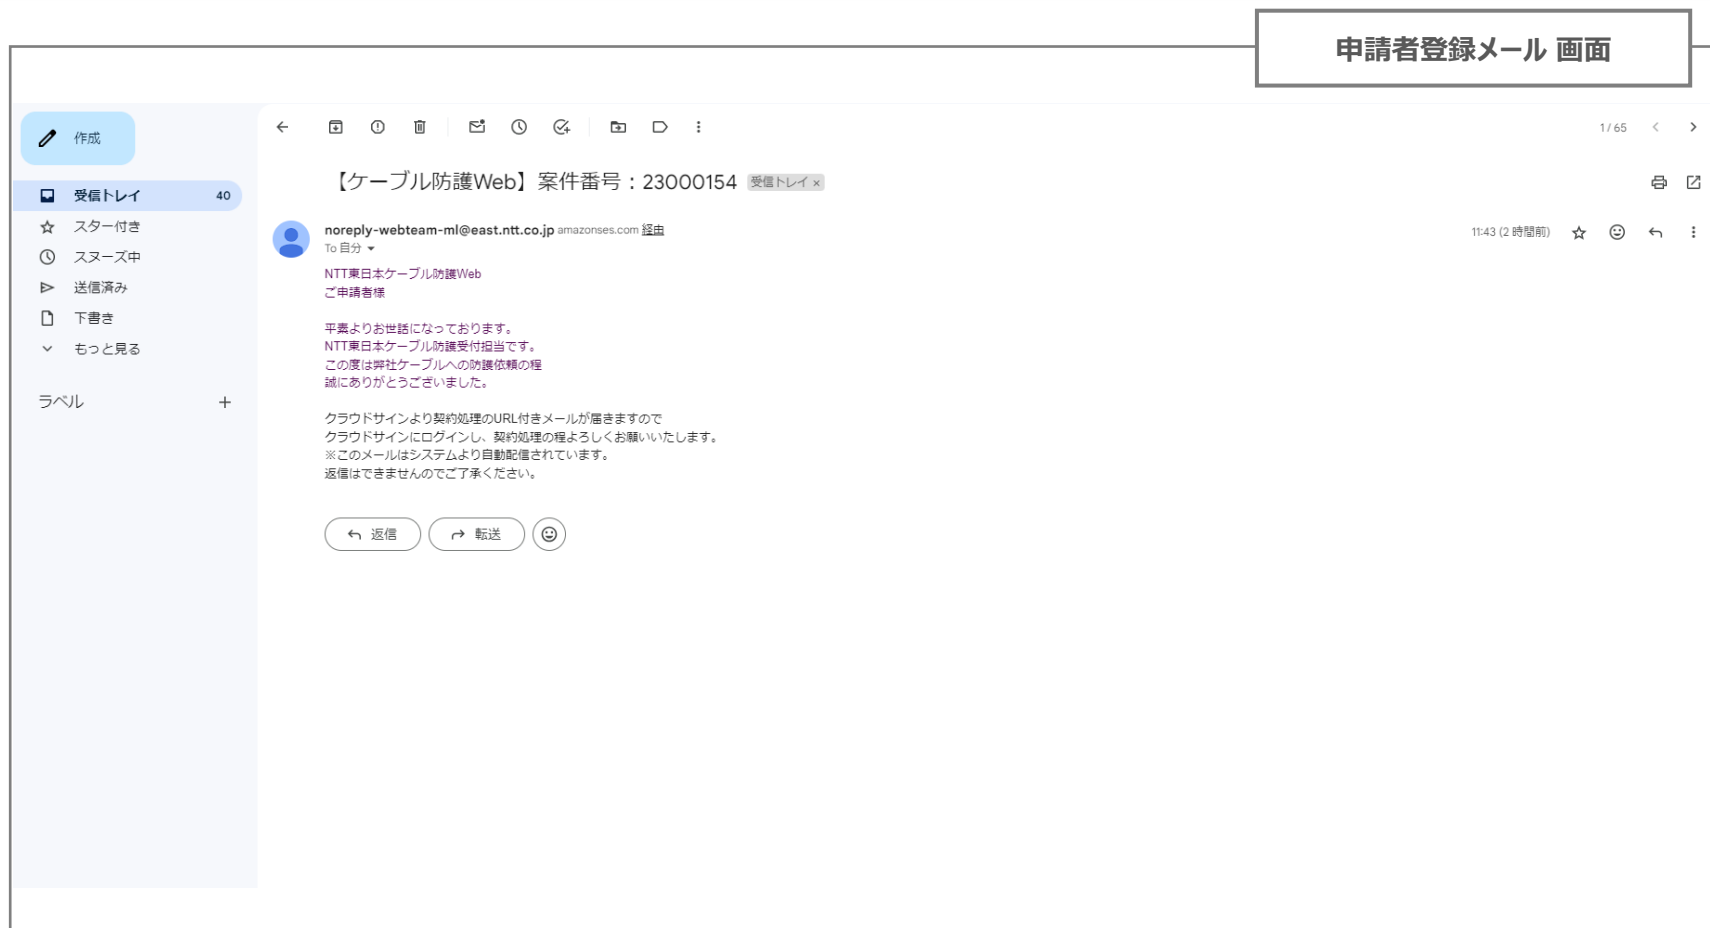 申請者登録メール 画面
作成
1 / 65
受信トレイ 40
スター付き
スヌーズ中
送信済み
下書き
もっと見る
ラベル
【ケーブル防護Web】案件番号：23000154 受信トレイ ×
noreply-webteam-ml@east.ntt.co.jp amazonses.com 経由
11:43 (2 時間前)
To 自分
NTT東日本ケーブル防護Web
ご申請者様
平素よりお世話になっております。
NTT東日本ケーブル防護受付担当です。
この度は弊社ケーブルへの防護依頼の程
誠にありがとうございました。
クラウドサインより契約処理のURL付きメールが届きますので
クラウドサインにログインし、契約処理の程よろしくお願いいたします。
※このメールはシステムより自動配信されています。
返信はできませんのでご了承ください。
返信
転送